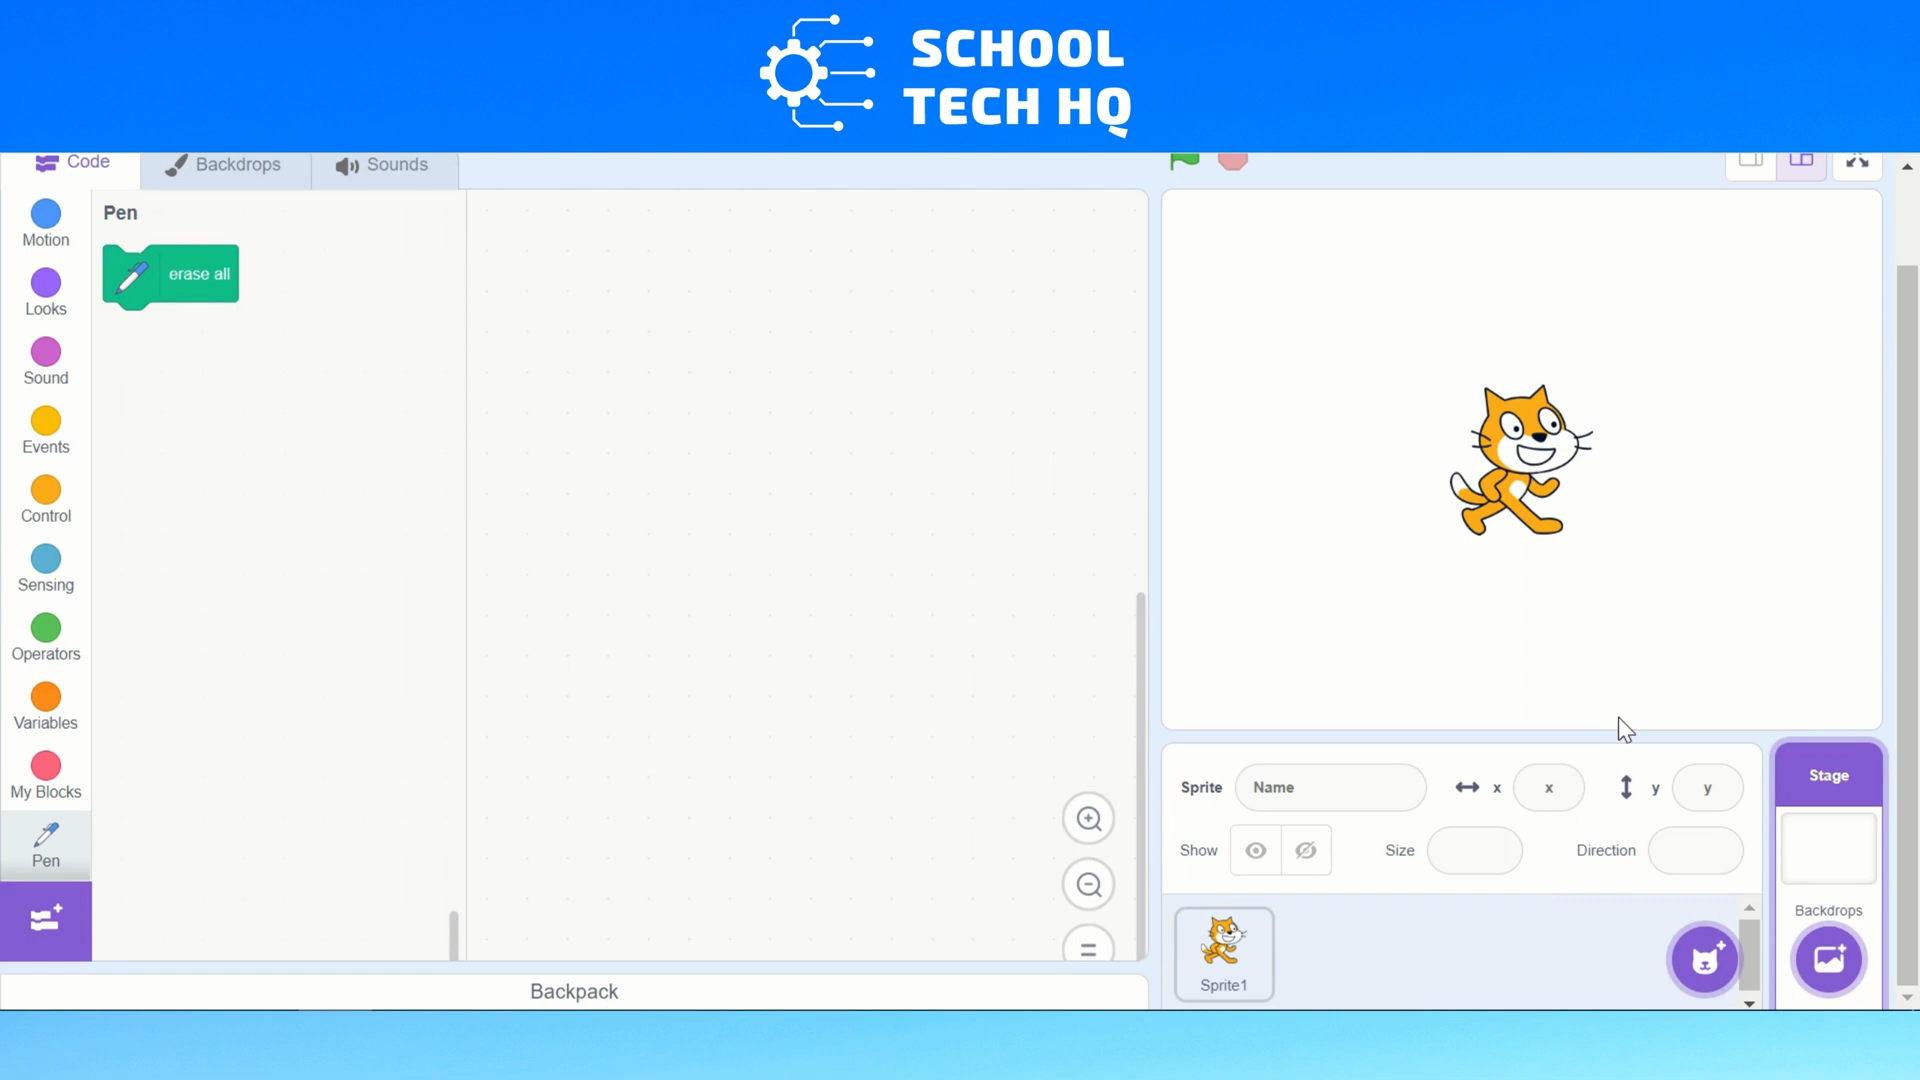 SCHOOL
TECH HQ
Code
Backdrops
Sounds
Pen
erase all
Motion
Looks
Sound
Events
Control
Sensing
Operators
Variables
My Blocks
Pen
Backpack
Sprite
Name
x
x
y
y
Show
Size
Direction
Stage
Backdrops
Sprite1